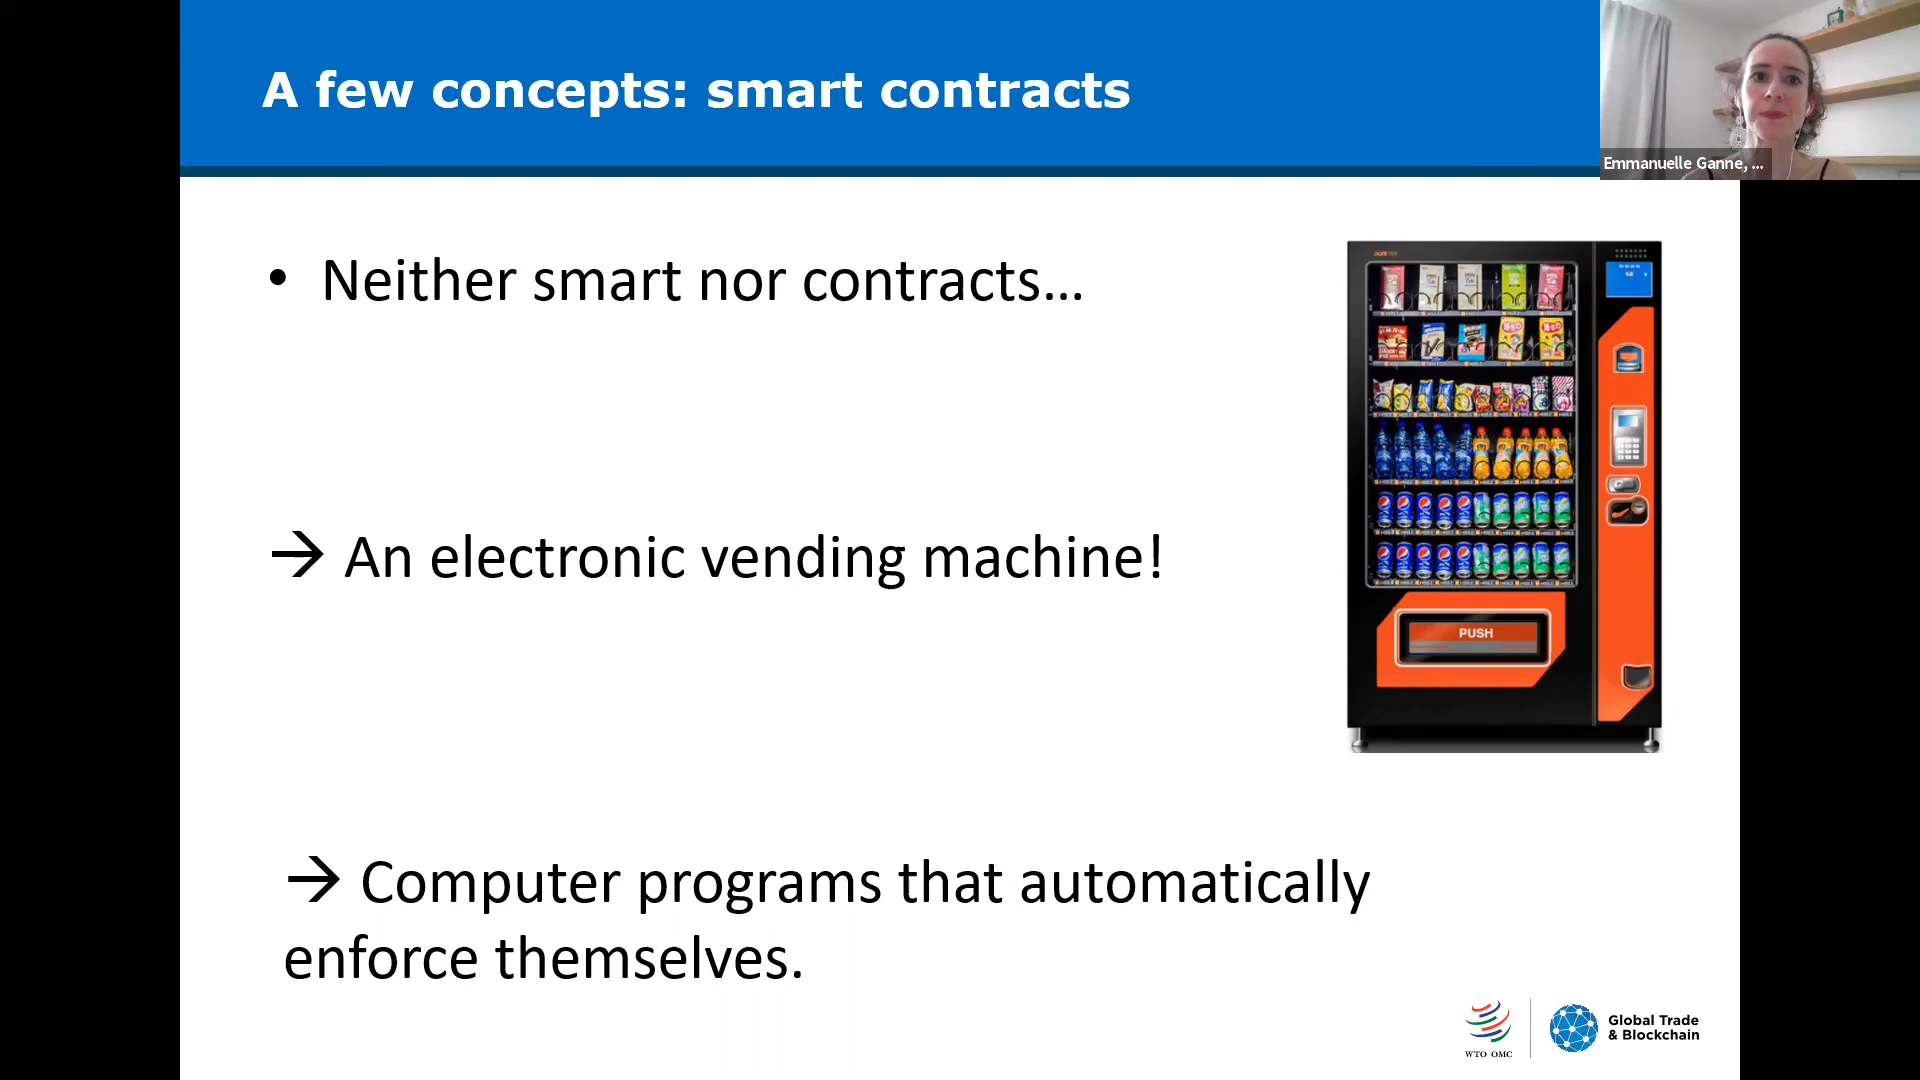 A few concepts: smart contracts
Emmanuelle Ganne, ...
• Neither smart nor contracts...
→ An electronic vending machine!
PUSH
→ Computer programs that automatically
enforce themselves.
WTO OMC
Global Trade
& Blockchain